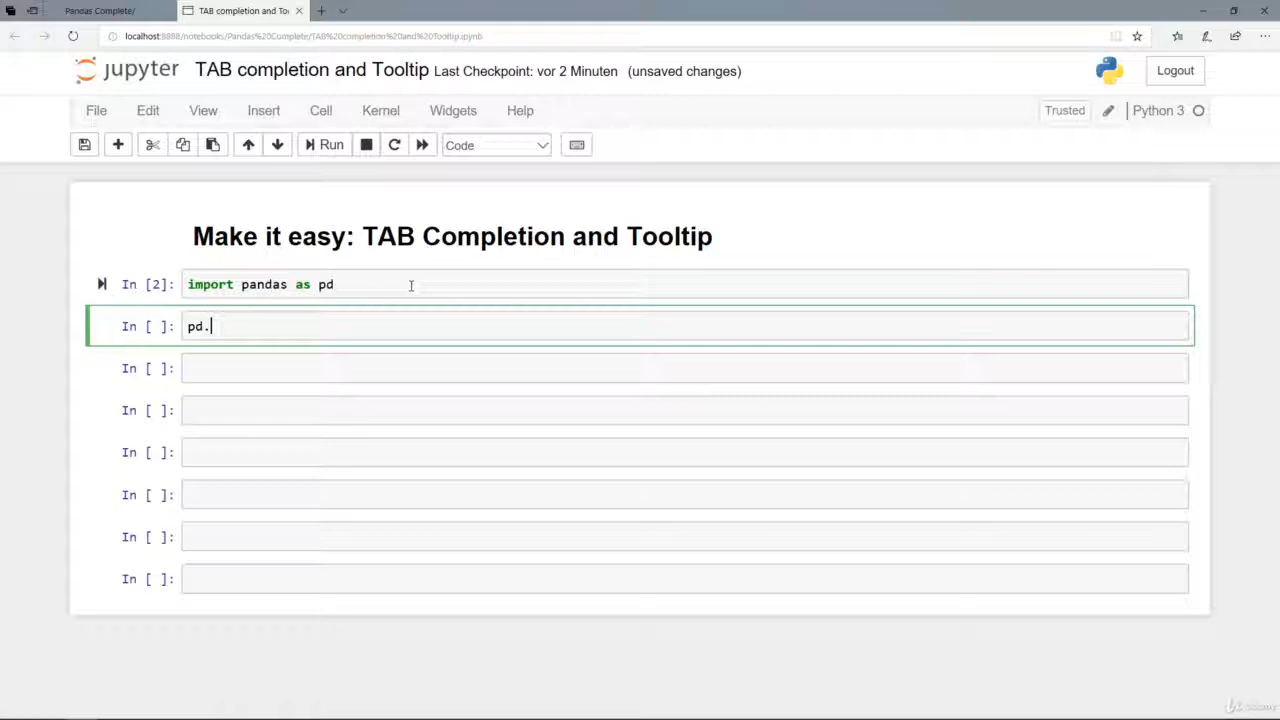 Pandas Complete/
TAB completion and Too
localhost:8888/notebooks/Pandas%20Complete/TAB%20completion%20and%20Tooltip.ipynb
jupyter TAB completion and Tooltip Last Checkpoint: vor 2 Minuten (unsaved changes) Logout
File Edit View Insert Cell Kernel Widgets Help Trusted Python 3
Run Code
Make it easy: TAB Completion and Tooltip
In [2]: import pandas as pd
In [ ]: pd.
In [ ]:
In [ ]:
In [ ]:
In [ ]:
In [ ]:
In [ ]:
Udemy